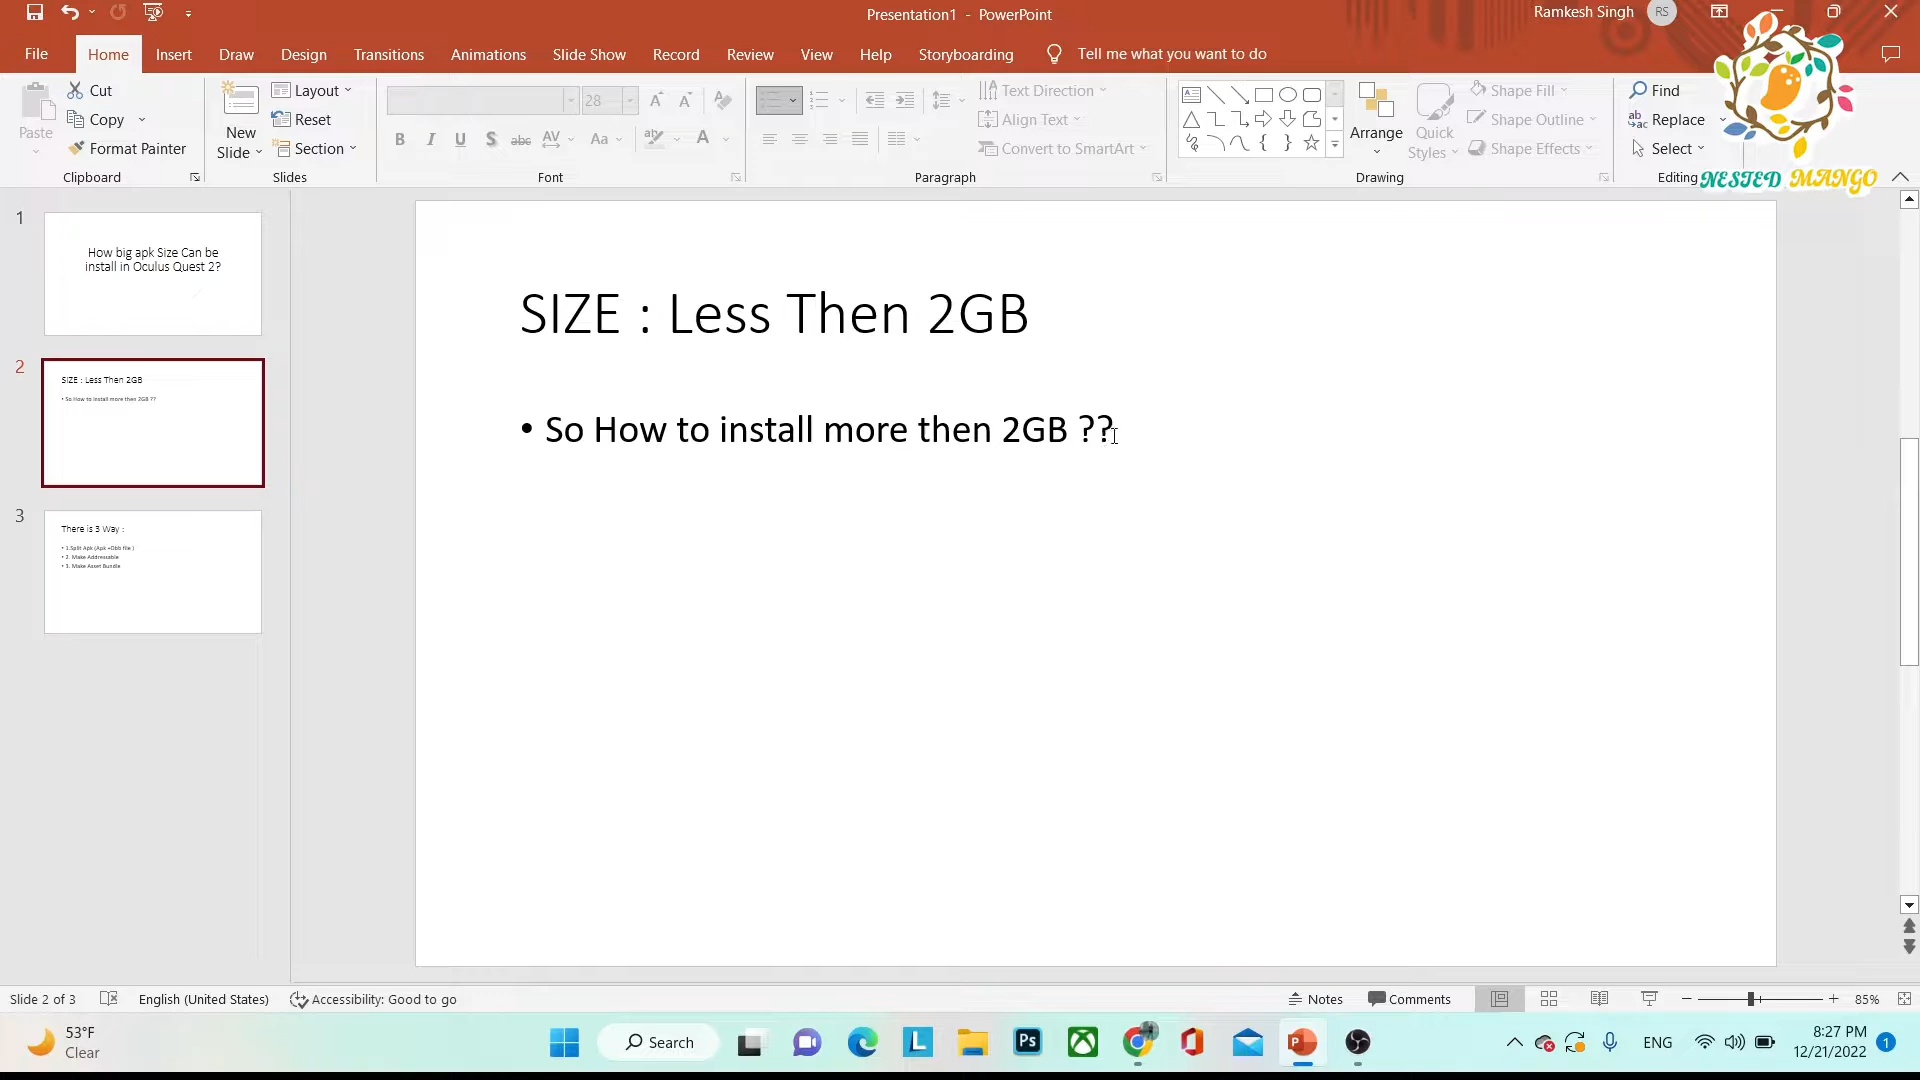 Presentation1 - PowerPoint
Ramkesh Singh RS
File Home Insert Draw Design Transitions Animations Slide Show Record Review View Help Storyboarding Tell me what you want to do
Paste
Cut
Copy
Format Painter
Clipboard
New
Slide
Layout
Reset
Section
Slides
28
B I U S abc AV Aa A
Font
Text Direction
Align Text
Convert to SmartArt
Paragraph
Arrange
Quick
Styles
Shape Fill
Shape Outline
Shape Effects
Drawing
Find
Replace
Select
Editing
NESTED MANGO
1
How big apk Size Can be
install in Oculus Quest 2?
2
SIZE : Less Then 2GB
• So How to install more then 2GB ??
3
There is 3 Way :
• 1.Split Apk (Apk +Obb file )
• 2. Make Addressable
• 3. Make Asset Bundle
SIZE : Less Then 2GB
• So How to install more then 2GB ??
Slide 2 of 3 English (United States) Accessibility: Good to go Notes Comments 85%
53°F
Clear
Search
L
Ps
P
ENG
8:27 PM
12/21/2022
1